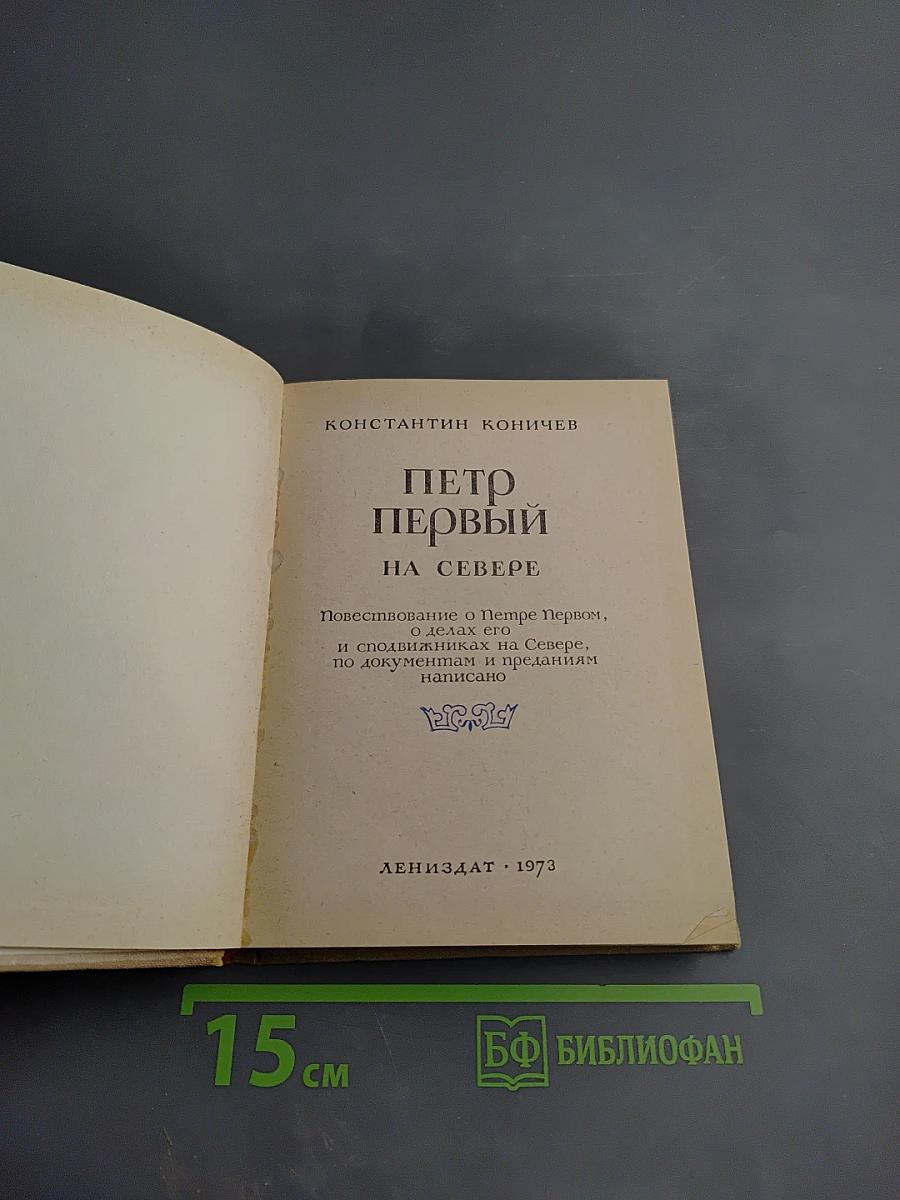 КОНСТАНТИН КОНИЧЕВ
ПЕТР
ПЕРВЫЙ
НА СЕВЕРЕ
Повествование о Петре Первом,
о делах его
и сподвижниках на Севере,
по документам и преданиям
написано
ЛЕНИЗДАТ · 1973
15 см
БФ БИБЛИОФАН